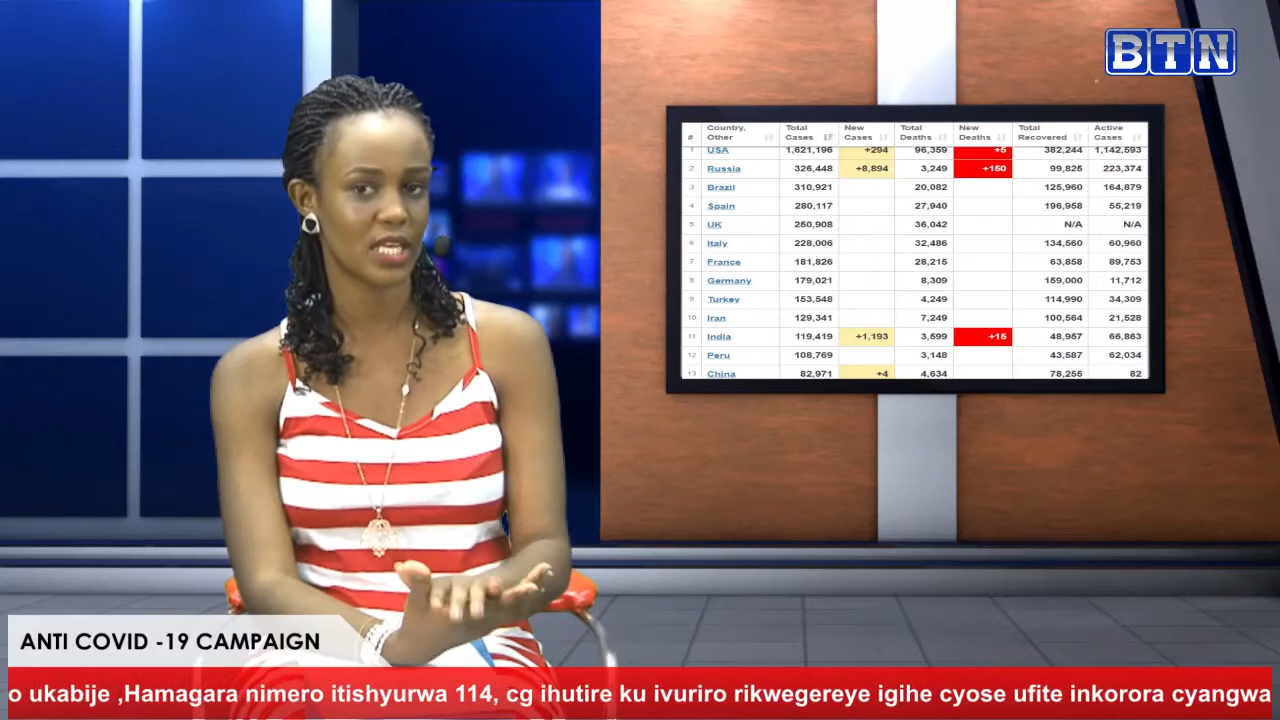 BTN
# Country, Other Total Cases New Cases Total Deaths New Deaths Total Recovered Active Cases
1 USA 1,621,196 +294 96,359 +5 382,244 1,142,593
2 Russia 326,448 +8,894 3,249 +150 99,825 223,374
3 Brazil 310,921 20,082 125,960 164,879
4 Spain 280,117 27,940 196,958 55,219
5 UK 250,908 36,042 N/A N/A
6 Italy 228,006 32,486 134,560 60,960
7 France 181,826 28,215 63,858 89,753
8 Germany 179,021 8,309 159,000 11,712
9 Turkey 153,548 4,249 114,990 34,309
10 Iran 129,341 7,249 100,564 21,528
11 India 119,419 +1,193 3,599 +15 48,957 66,863
12 Peru 108,769 3,148 43,587 62,034
13 China 82,971 +4 4,634 78,255 82
ANTI COVID -19 CAMPAIGN
o ukabije ,Hamagara nimero itishyurwa 114, cg ihutire ku ivuriro rikwegereye igihe cyose ufite inkorora cyangwa